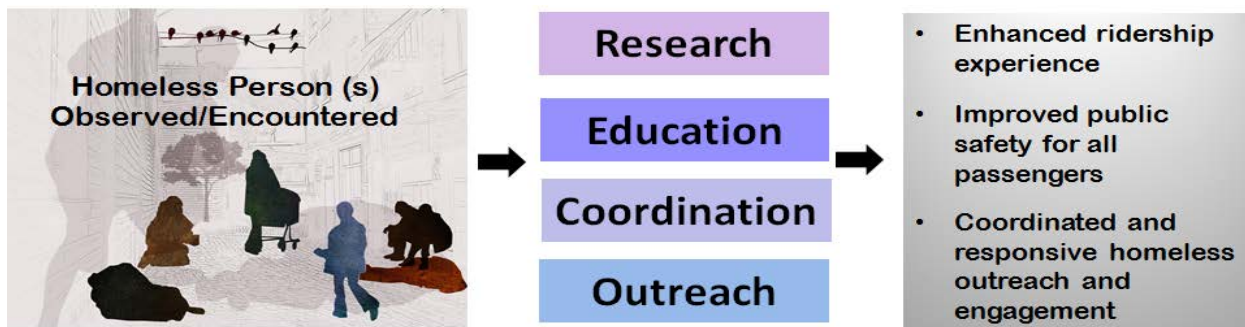 Homeless Person (s)
Observed/Encountered
Research
Education
Coordination
Outreach
• Enhanced ridership
experience
• Improved public
safety for all
passengers
• Coordinated and
responsive homeless
outreach and
engagement